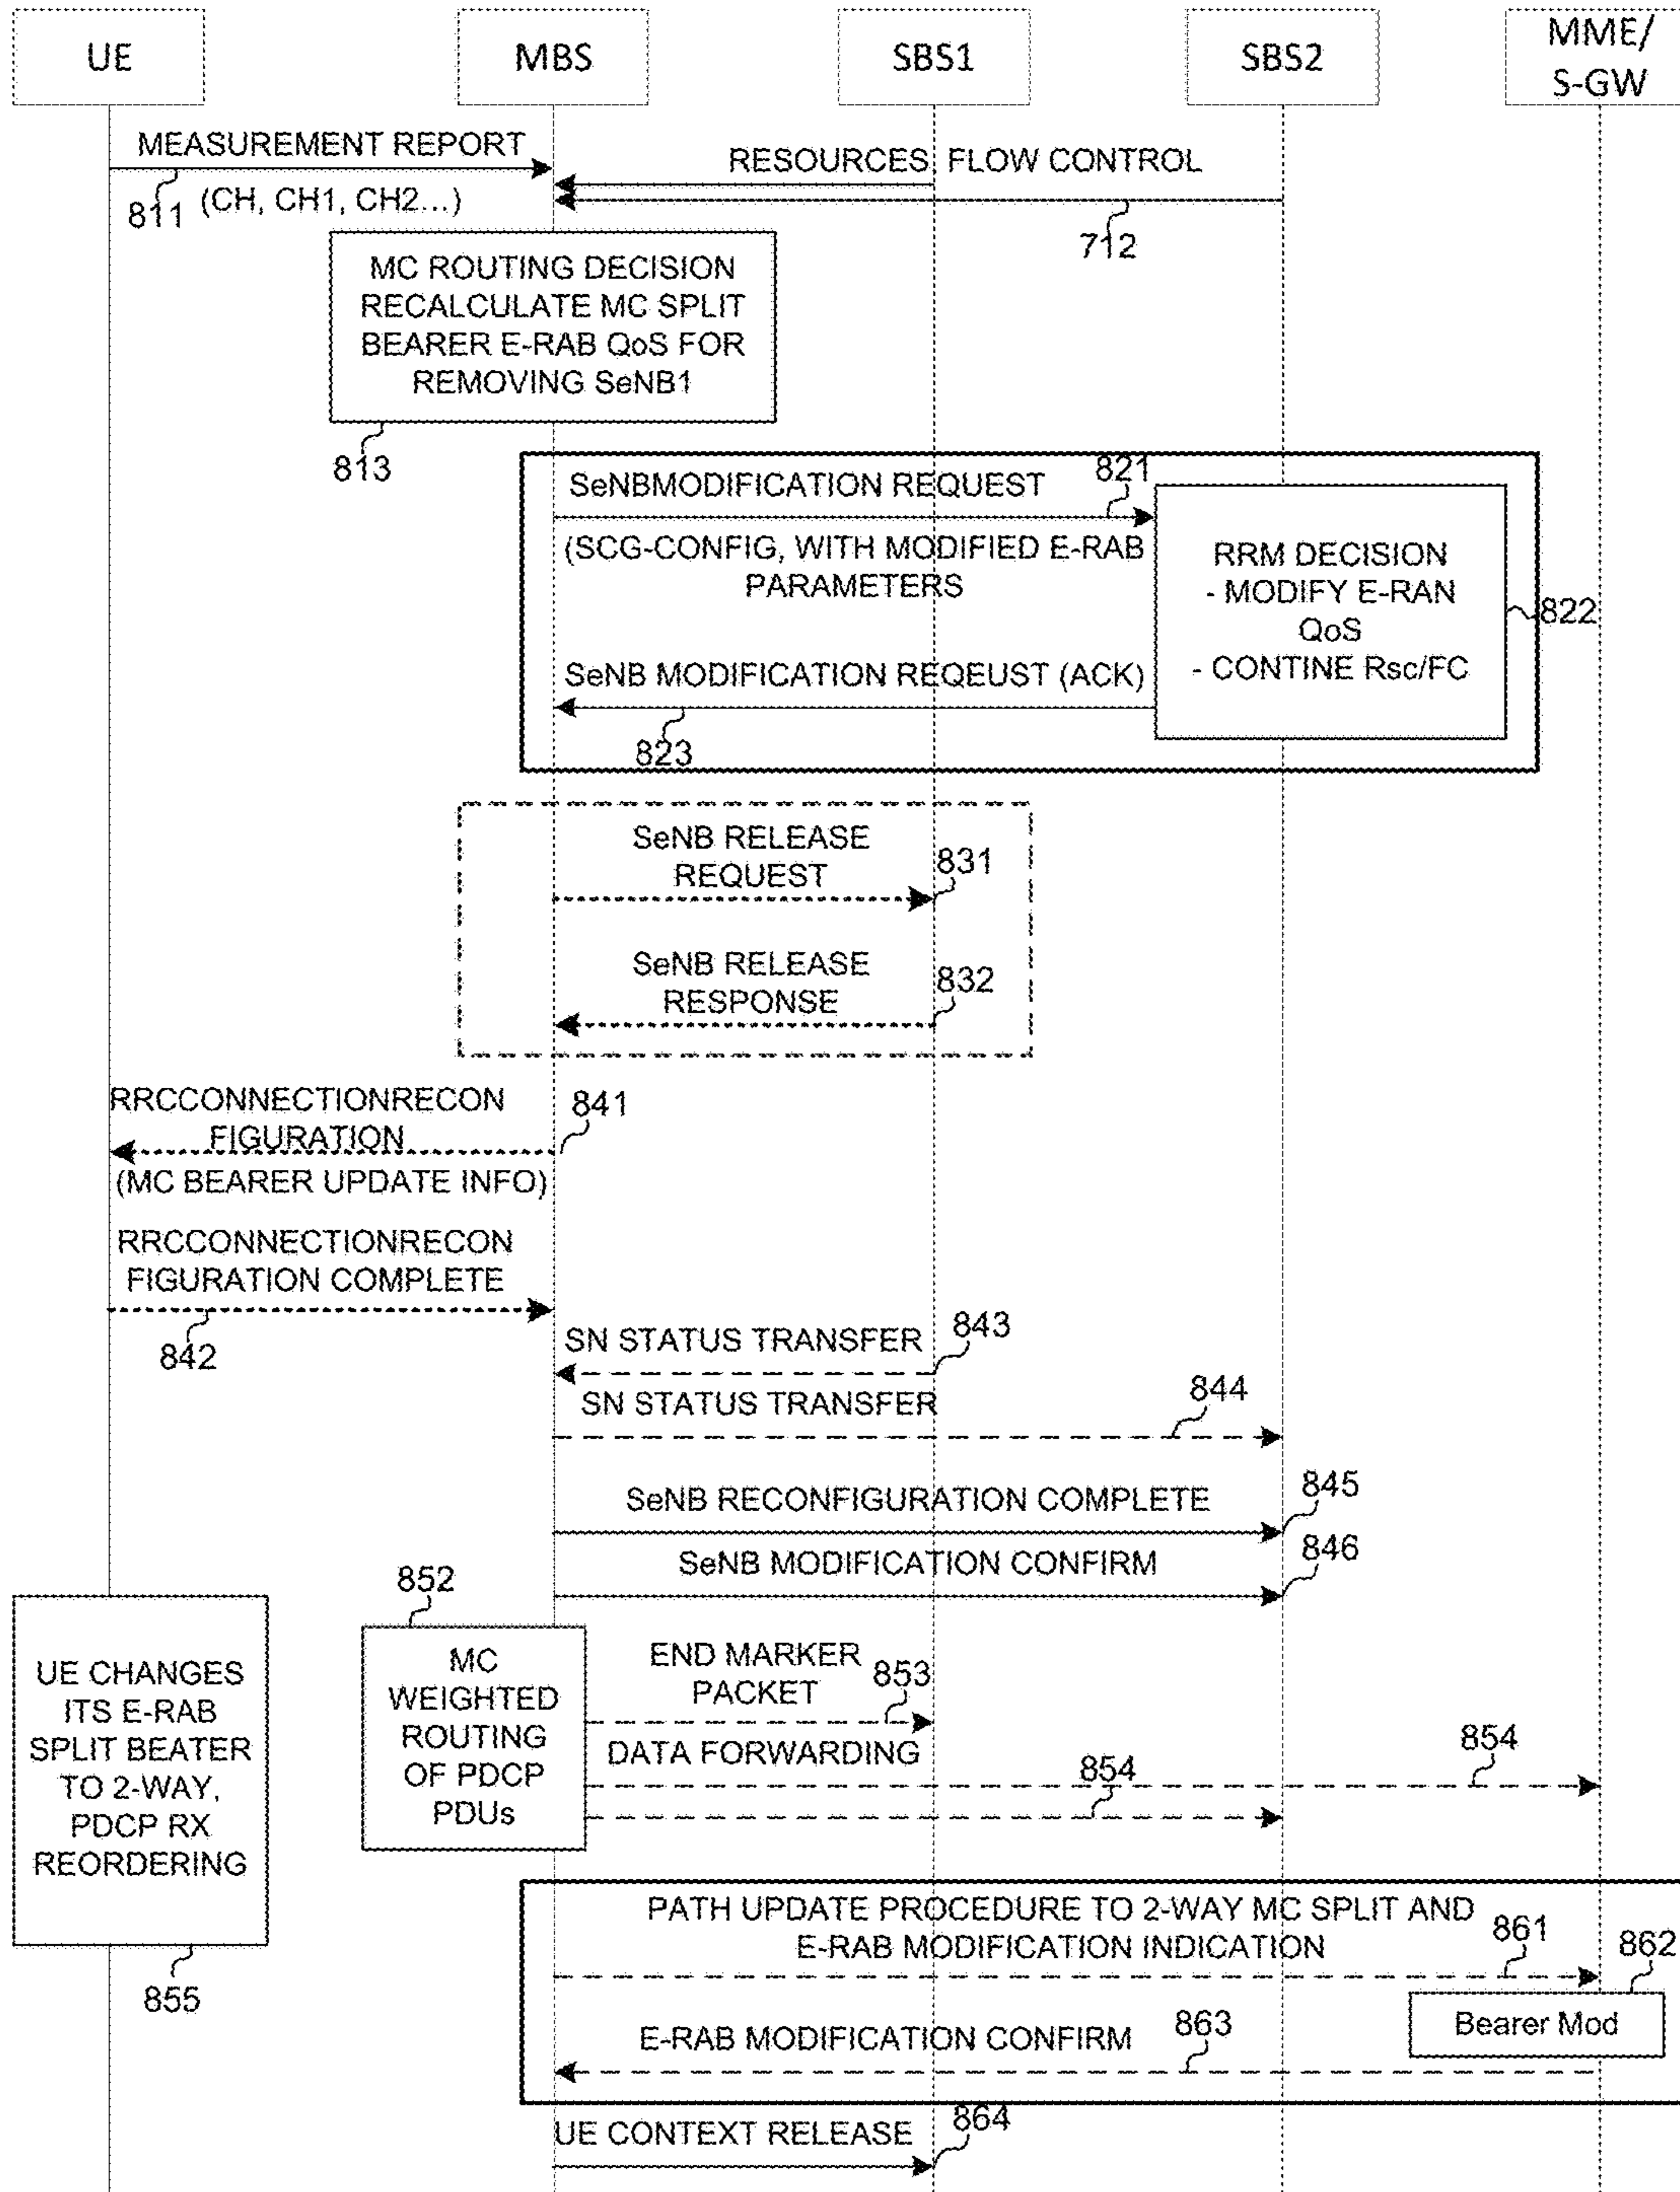 UE
MBS
SBS1
SBS2
MME/
S-GW
MEASUREMENT REPORT
811
(CH, CH1, CH2...)
RESOURCES FLOW CONTROL
712
MC ROUTING DECISION
RECALCULATE MC SPLIT
BEARER E-RAB QoS FOR
REMOVING SeNB1
813
SeNBMODIFICATION REQUEST
821
(SCG-CONFIG, WITH MODIFIED E-RAB
PARAMETERS
RRM DECISION
- MODIFY E-RAN
QoS
- CONTINE Rsc/FC
822
SeNB MODIFICATION REQEUST (ACK)
823
SeNB RELEASE
REQUEST
831
SeNB RELEASE
RESPONSE
832
RRCCONNECTIONRECON
FIGURATION
841
(MC BEARER UPDATE INFO)
RRCCONNECTIONRECON
FIGURATION COMPLETE
842
SN STATUS TRANSFER
843
SN STATUS TRANSFER
844
SeNB RECONFIGURATION COMPLETE
845
SeNB MODIFICATION CONFIRM
846
UE CHANGES
ITS E-RAB
SPLIT BEATER
TO 2-WAY,
PDCP RX
REORDERING
855
852
MC
WEIGHTED
ROUTING
OF PDCP
PDUs
END MARKER
PACKET
853
DATA FORWARDING
854
854
PATH UPDATE PROCEDURE TO 2-WAY MC SPLIT AND
E-RAB MODIFICATION INDICATION
861
862
Bearer Mod
E-RAB MODIFICATION CONFIRM
863
UE CONTEXT RELEASE
864